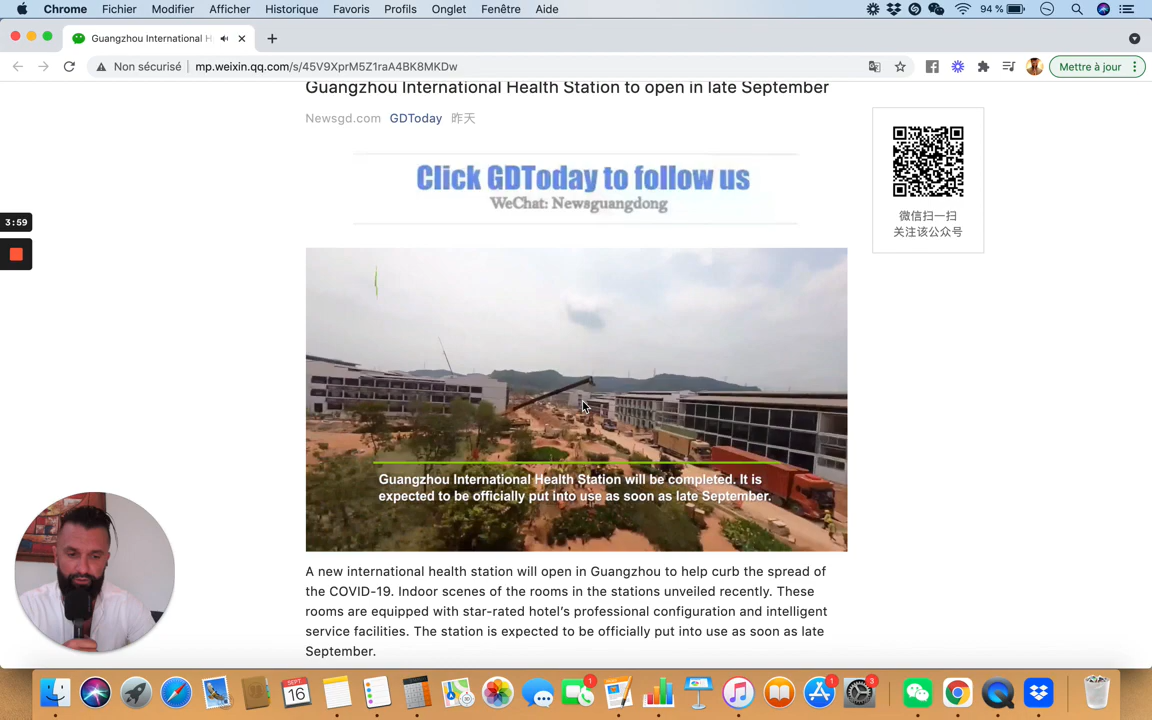 Chrome Fichier Modifier Afficher Historique Favoris Profils Onglet Fenêtre Aide 94 %
Guangzhou International H
Non sécurisé mp.weixin.qq.com/s/45V9XprM5Z1raA4BK8MKDw Mettre à jour
Guangzhou International Health Station to open in late September
Newsgd.com GDToday 昨天
Click GDToday to follow us
WeChat: Newsguangdong
微信扫一扫
关注该公众号
3:59
Guangzhou International Health Station will be completed. It is
expected to be officially put into use as soon as late September.
A new international health station will open in Guangzhou to help curb the spread of
the COVID-19. Indoor scenes of the rooms in the stations unveiled recently. These
rooms are equipped with star-rated hotel's professional configuration and intelligent
service facilities. The station is expected to be officially put into use as soon as late
September.
SEPT.
16
1
1
3